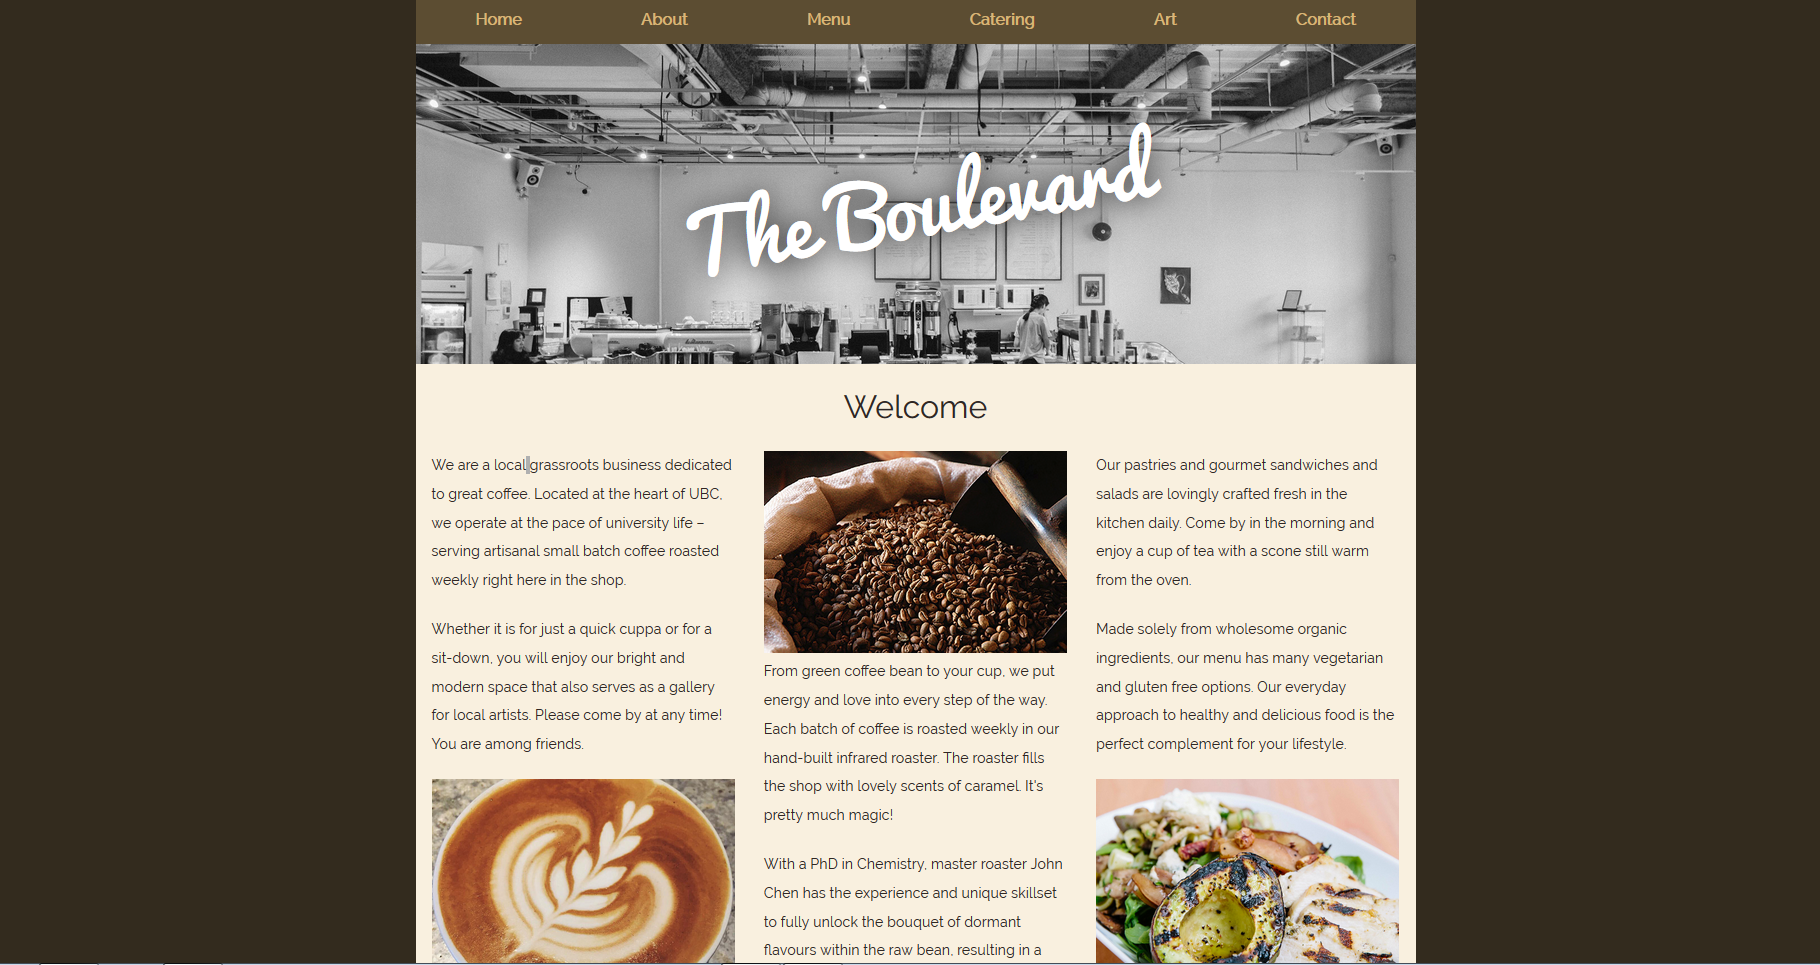 Home About Menu Catering Art Contact
The Boulevard
Welcome
We are a local grassroots business dedicated
to great coffee. Located at the heart of UBC,
we operate at the pace of university life –
serving artisanal small batch coffee roasted
weekly right here in the shop.
Whether it is for just a quick cuppa or for a
sit-down, you will enjoy our bright and
modern space that also serves as a gallery
for local artists. Please come by at any time!
You are among friends.
From green coffee bean to your cup, we put
energy and love into every step of the way.
Each batch of coffee is roasted weekly in our
hand-built infrared roaster. The roaster fills
the shop with lovely scents of caramel. It's
pretty much magic!
With a PhD in Chemistry, master roaster John
Chen has the experience and unique skillset
to fully unlock the bouquet of dormant
flavours within the raw bean, resulting in a
Our pastries and gourmet sandwiches and
salads are lovingly crafted fresh in the
kitchen daily. Come by in the morning and
enjoy a cup of tea with a scone still warm
from the oven.
Made solely from wholesome organic
ingredients, our menu has many vegetarian
and gluten free options. Our everyday
approach to healthy and delicious food is the
perfect complement for your lifestyle.